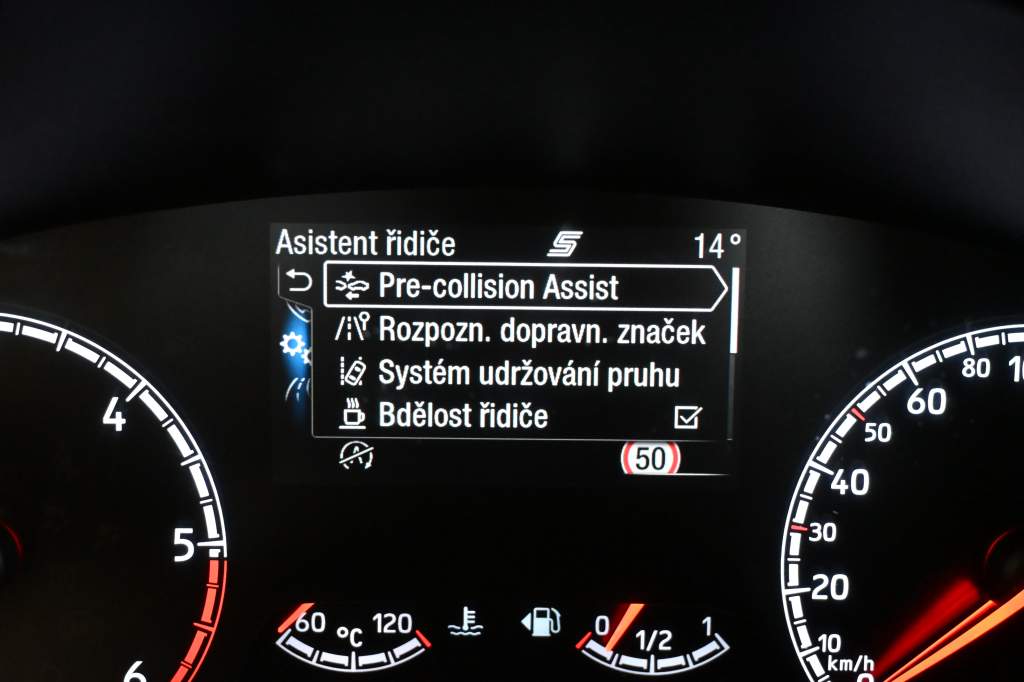 Asistent řidiče 14°
Pre-collision Assist
Rozpozn. dopravn. značek
Systém udržování pruhu
Bdělost řidiče
A 50
4
5
6
60 °C 120
0 1/2 1
80
60
50
40
30
20
10
km/h
0